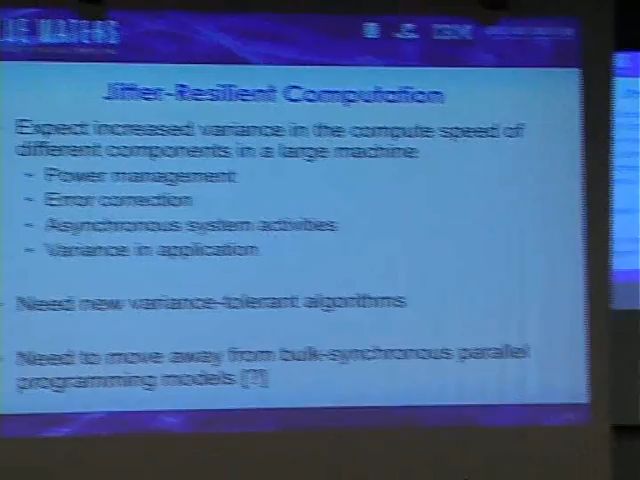 BLUE WATERS
Jitter-Resilient Computation
Expect increased variance in the compute speed of
different components in a large machine
- Power management
- Error correction
- Asynchronous system activities
- Variance in application
Need new variance-tolerant algorithms
Need to move away from bulk-synchronous parallel
programming models [?]